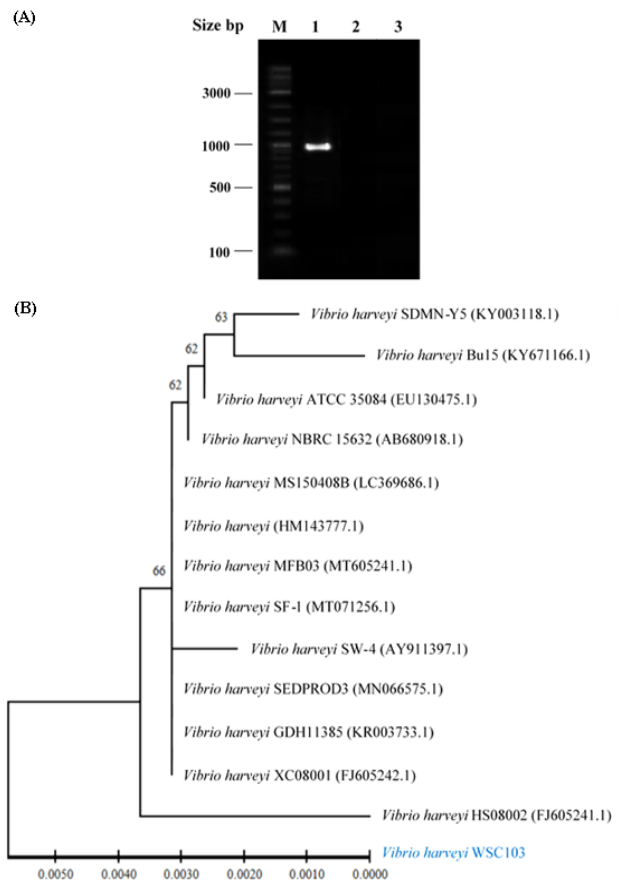 (A)
Size bp M 1 2 3
3000
1000
500
100
(B)
63
Vibrio harveyi SDMN-Y5 (KY003118.1)
Vibrio harveyi Bu15 (KY671166.1)
62
Vibrio harveyi ATCC 35084 (EU130475.1)
62
Vibrio harveyi NBRC 15632 (AB680918.1)
Vibrio harveyi MS150408B (LC369686.1)
Vibrio harveyi (HM143777.1)
66
Vibrio harveyi MFB03 (MT605241.1)
Vibrio harveyi SF-1 (MT071256.1)
Vibrio harveyi SW-4 (AY911397.1)
Vibrio harveyi SEDPROD3 (MN066575.1)
Vibrio harveyi GDH11385 (KR003733.1)
Vibrio harveyi XC08001 (FJ605242.1)
Vibrio harveyi HS08002 (FJ605241.1)
Vibrio harveyi WSC103
0.0050 0.0040 0.0030 0.0020 0.0010 0.0000